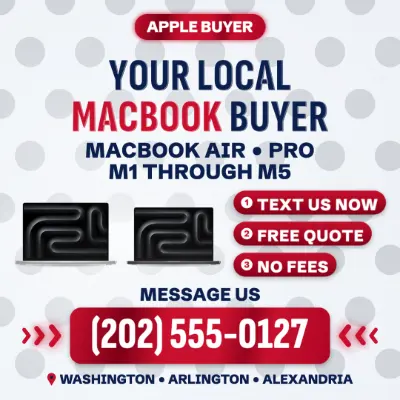 APPLE BUYER
YOUR LOCAL
MACBOOK BUYER
MACBOOK AIR • PRO
M1 THROUGH M5
1 TEXT US NOW
2 FREE QUOTE
3 NO FEES
MESSAGE US
>>> (202) 555-0127 <<<
WASHINGTON • ARLINGTON • ALEXANDRIA